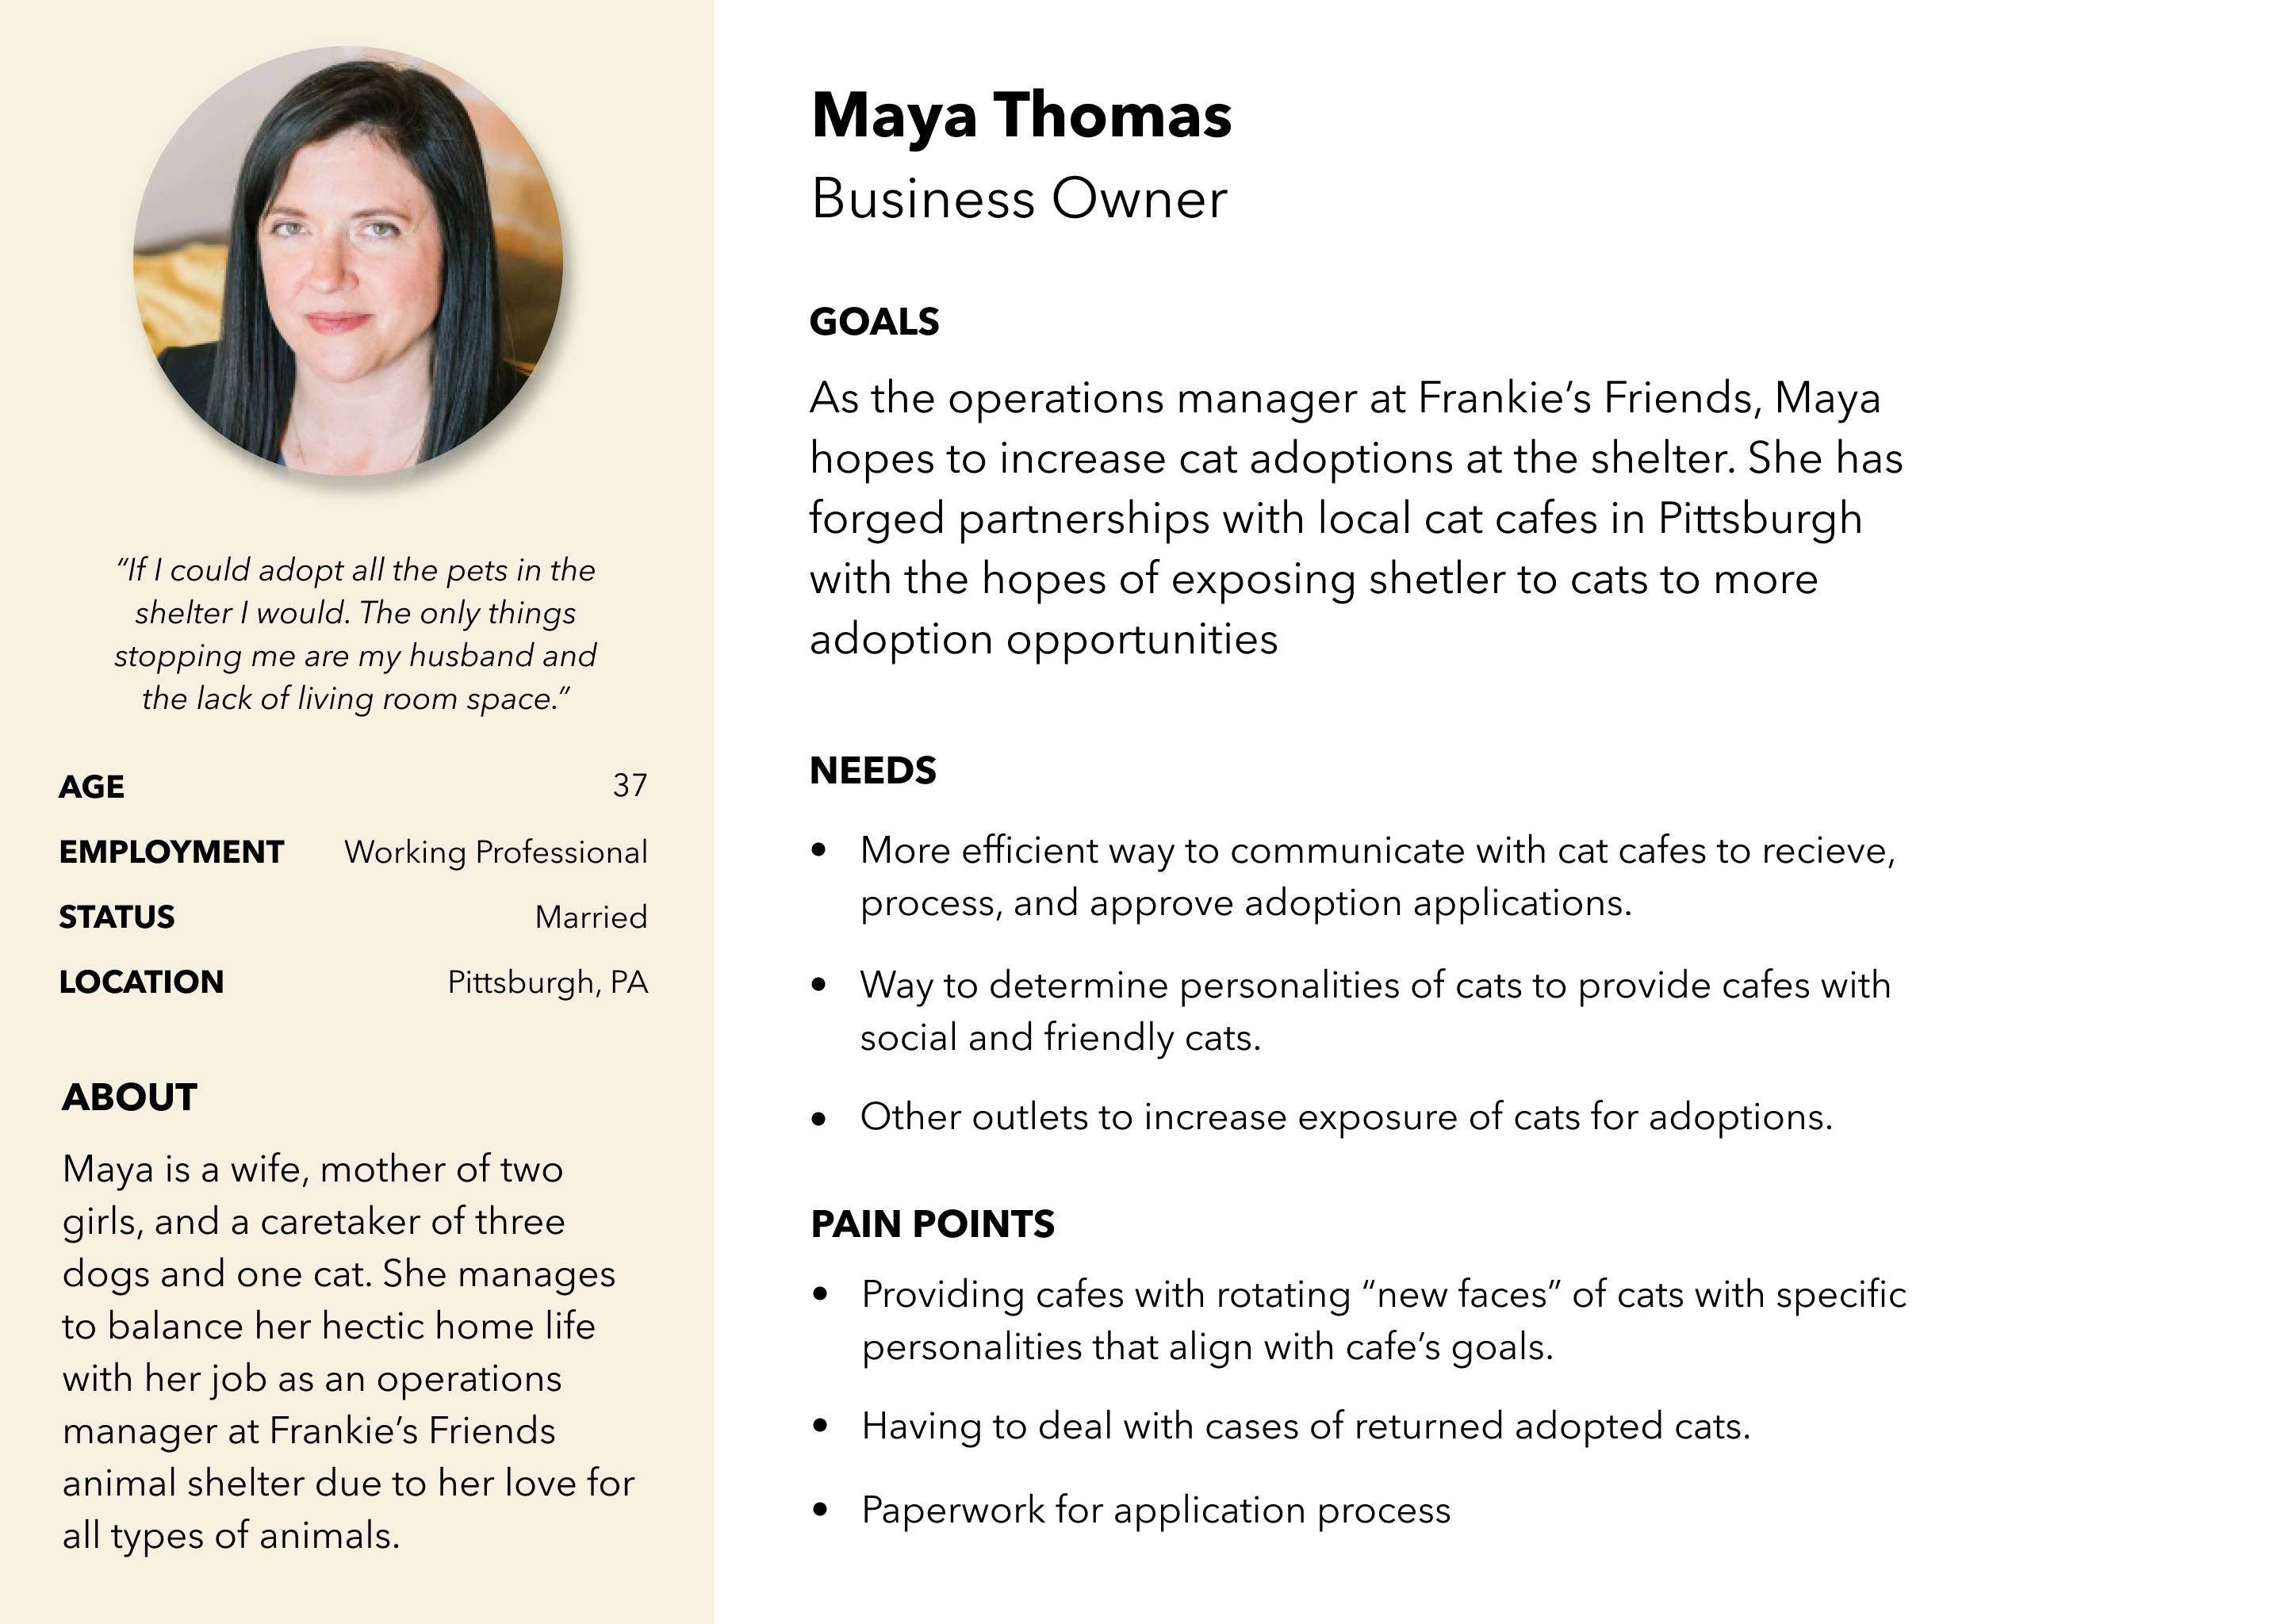 “If I could adopt all the pets in the
shelter I would. The only things
stopping me are my husband and
the lack of living room space.”
AGE 37
EMPLOYMENT Working Professional
STATUS Married
LOCATION Pittsburgh, PA
ABOUT
Maya is a wife, mother of two
girls, and a caretaker of three
dogs and one cat. She manages
to balance her hectic home life
with her job as an operations
manager at Frankie’s Friends
animal shelter due to her love for
all types of animals.
Maya Thomas
Business Owner
GOALS
As the operations manager at Frankie’s Friends, Maya
hopes to increase cat adoptions at the shelter. She has
forged partnerships with local cat cafes in Pittsburgh
with the hopes of exposing shetler to cats to more
adoption opportunities
NEEDS
• More efficient way to communicate with cat cafes to recieve,
process, and approve adoption applications.
• Way to determine personalities of cats to provide cafes with
social and friendly cats.
• Other outlets to increase exposure of cats for adoptions.
PAIN POINTS
• Providing cafes with rotating “new faces” of cats with specific
personalities that align with cafe’s goals.
• Having to deal with cases of returned adopted cats.
• Paperwork for application process